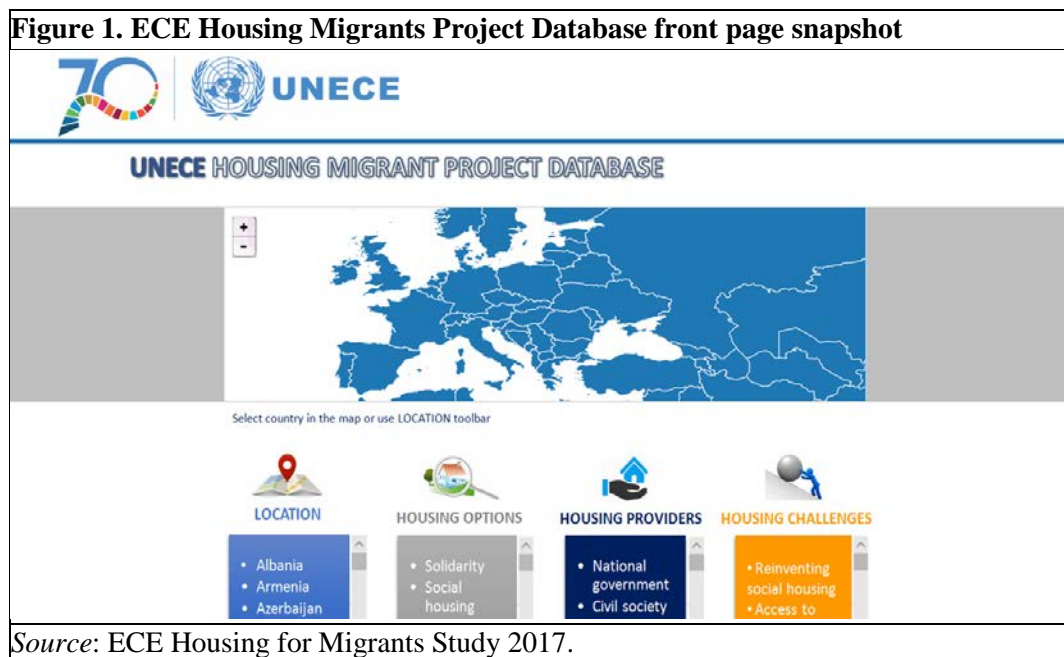 Figure 1. ECE Housing Migrants Project Database front page snapshot
70
UNECE
UNECE HOUSING MIGRANT PROJECT DATABASE
+
-
Select country in the map or use LOCATION toolbar
LOCATION
HOUSING OPTIONS
HOUSING PROVIDERS
HOUSING CHALLENGES
• Albania
• Armenia
• Azerbaijan
• Solidarity
• Social
housing
• National
government
• Civil society
• Reinventing
social housing
• Access to
Source: ECE Housing for Migrants Study 2017.